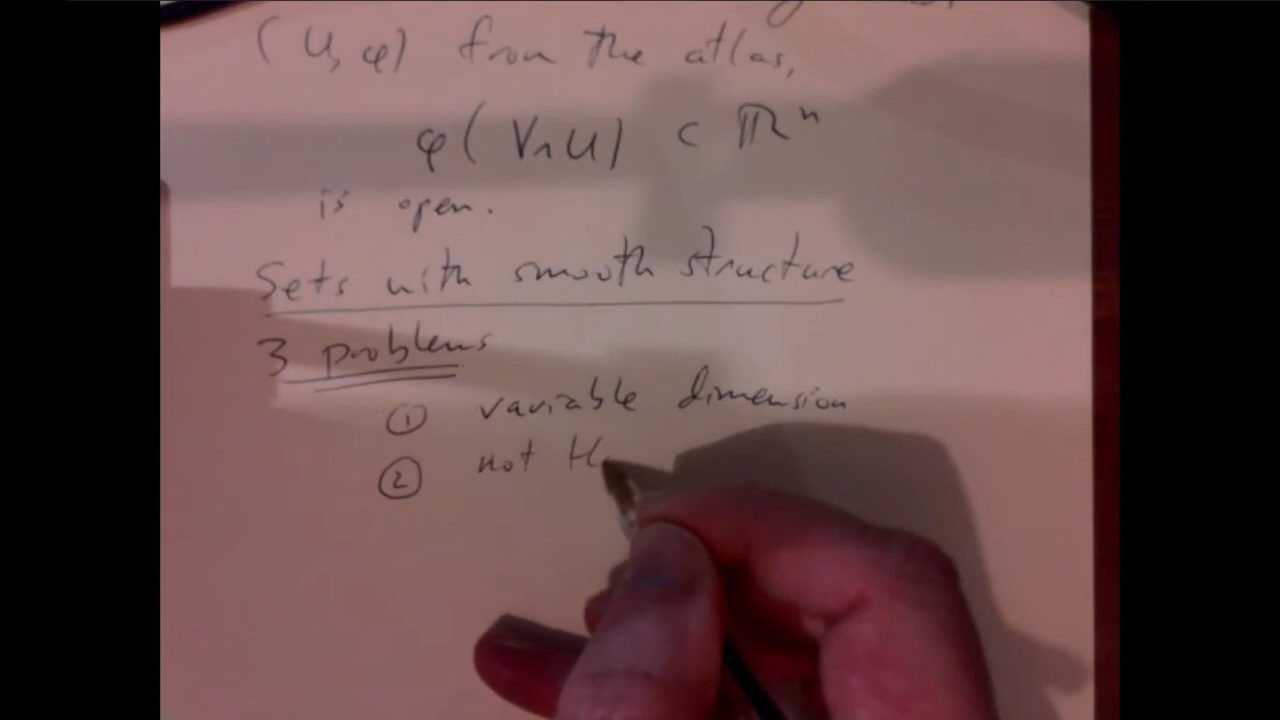 (U, φ) from the atlas,
φ(V∩U) ⊂ ℝⁿ
is open.
Sets with smooth structure
3 problems
① variable dimension
② not H